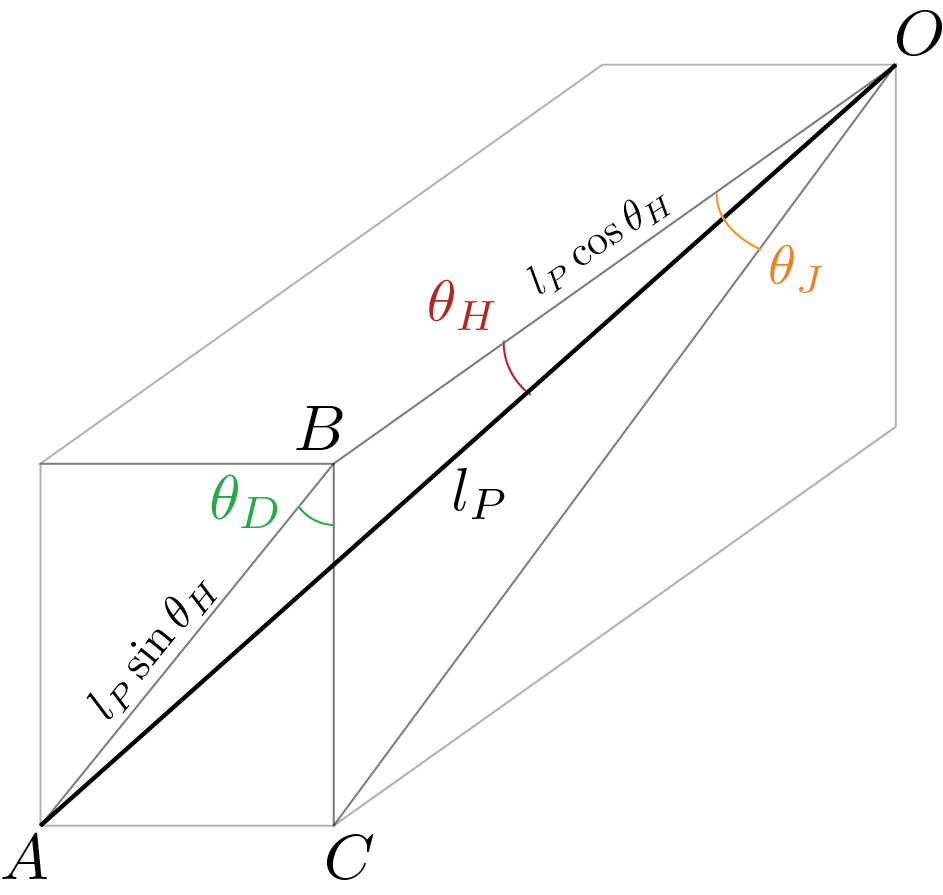 O
l_P cos θ_H
θ_J
θ_H
B
l_P
θ_D
l_P sin θ_H
A
C